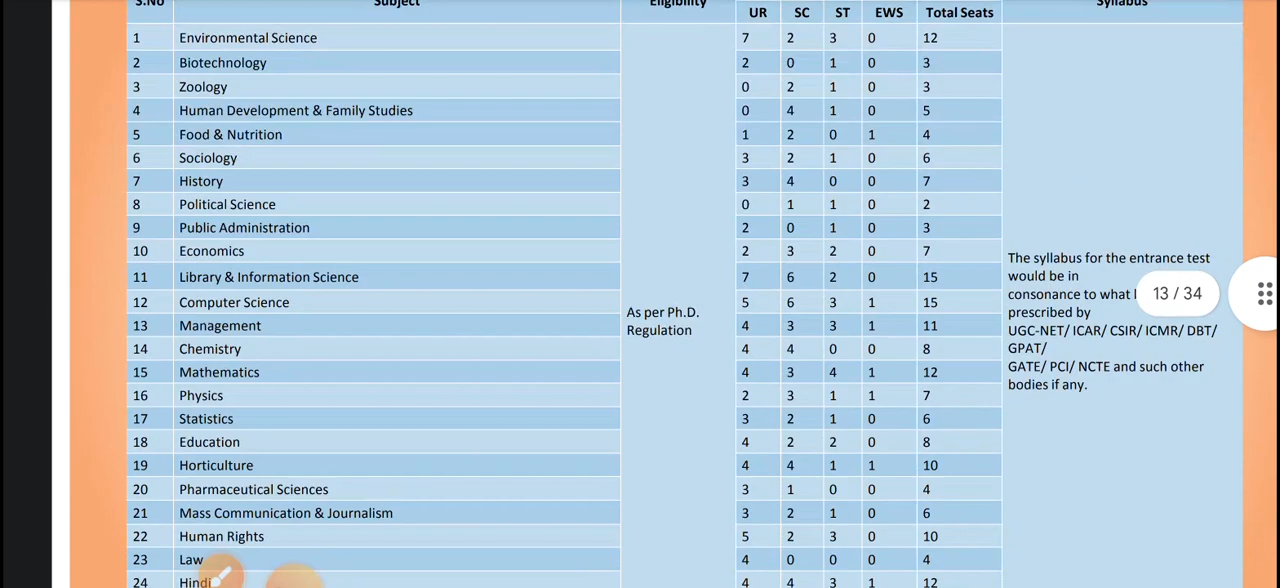 S.No Subject Eligibility Syllabus
UR SC ST EWS Total Seats
1 Environmental Science 7 2 3 0 12
2 Biotechnology 2 0 1 0 3
3 Zoology 0 2 1 0 3
4 Human Development & Family Studies 0 4 1 0 5
5 Food & Nutrition 1 2 0 1 4
6 Sociology 3 2 1 0 6
7 History 3 4 0 0 7
8 Political Science 0 1 1 0 2
9 Public Administration 2 0 1 0 3
10 Economics 2 3 2 0 7
11 Library & Information Science 7 6 2 0 15
12 Computer Science 5 6 3 1 15
13 Management 4 3 3 1 11
14 Chemistry 4 4 0 0 8
15 Mathematics 4 3 4 1 12
16 Physics 2 3 1 1 7
17 Statistics 3 2 1 0 6
18 Education 4 2 2 0 8
19 Horticulture 4 4 1 1 10
20 Pharmaceutical Sciences 3 1 0 0 4
21 Mass Communication & Journalism 3 2 1 0 6
22 Human Rights 5 2 3 0 10
23 Law 4 0 0 0 4
24 Hindi 4 4 3 1 12
As per Ph.D.
Regulation
The syllabus for the entrance test
would be in
consonance to what
prescribed by
UGC-NET/ ICAR/ CSIR/ ICMR/ DBT/
GPAT/
GATE/ PCI/ NCTE and such other
bodies if any.
13 / 34